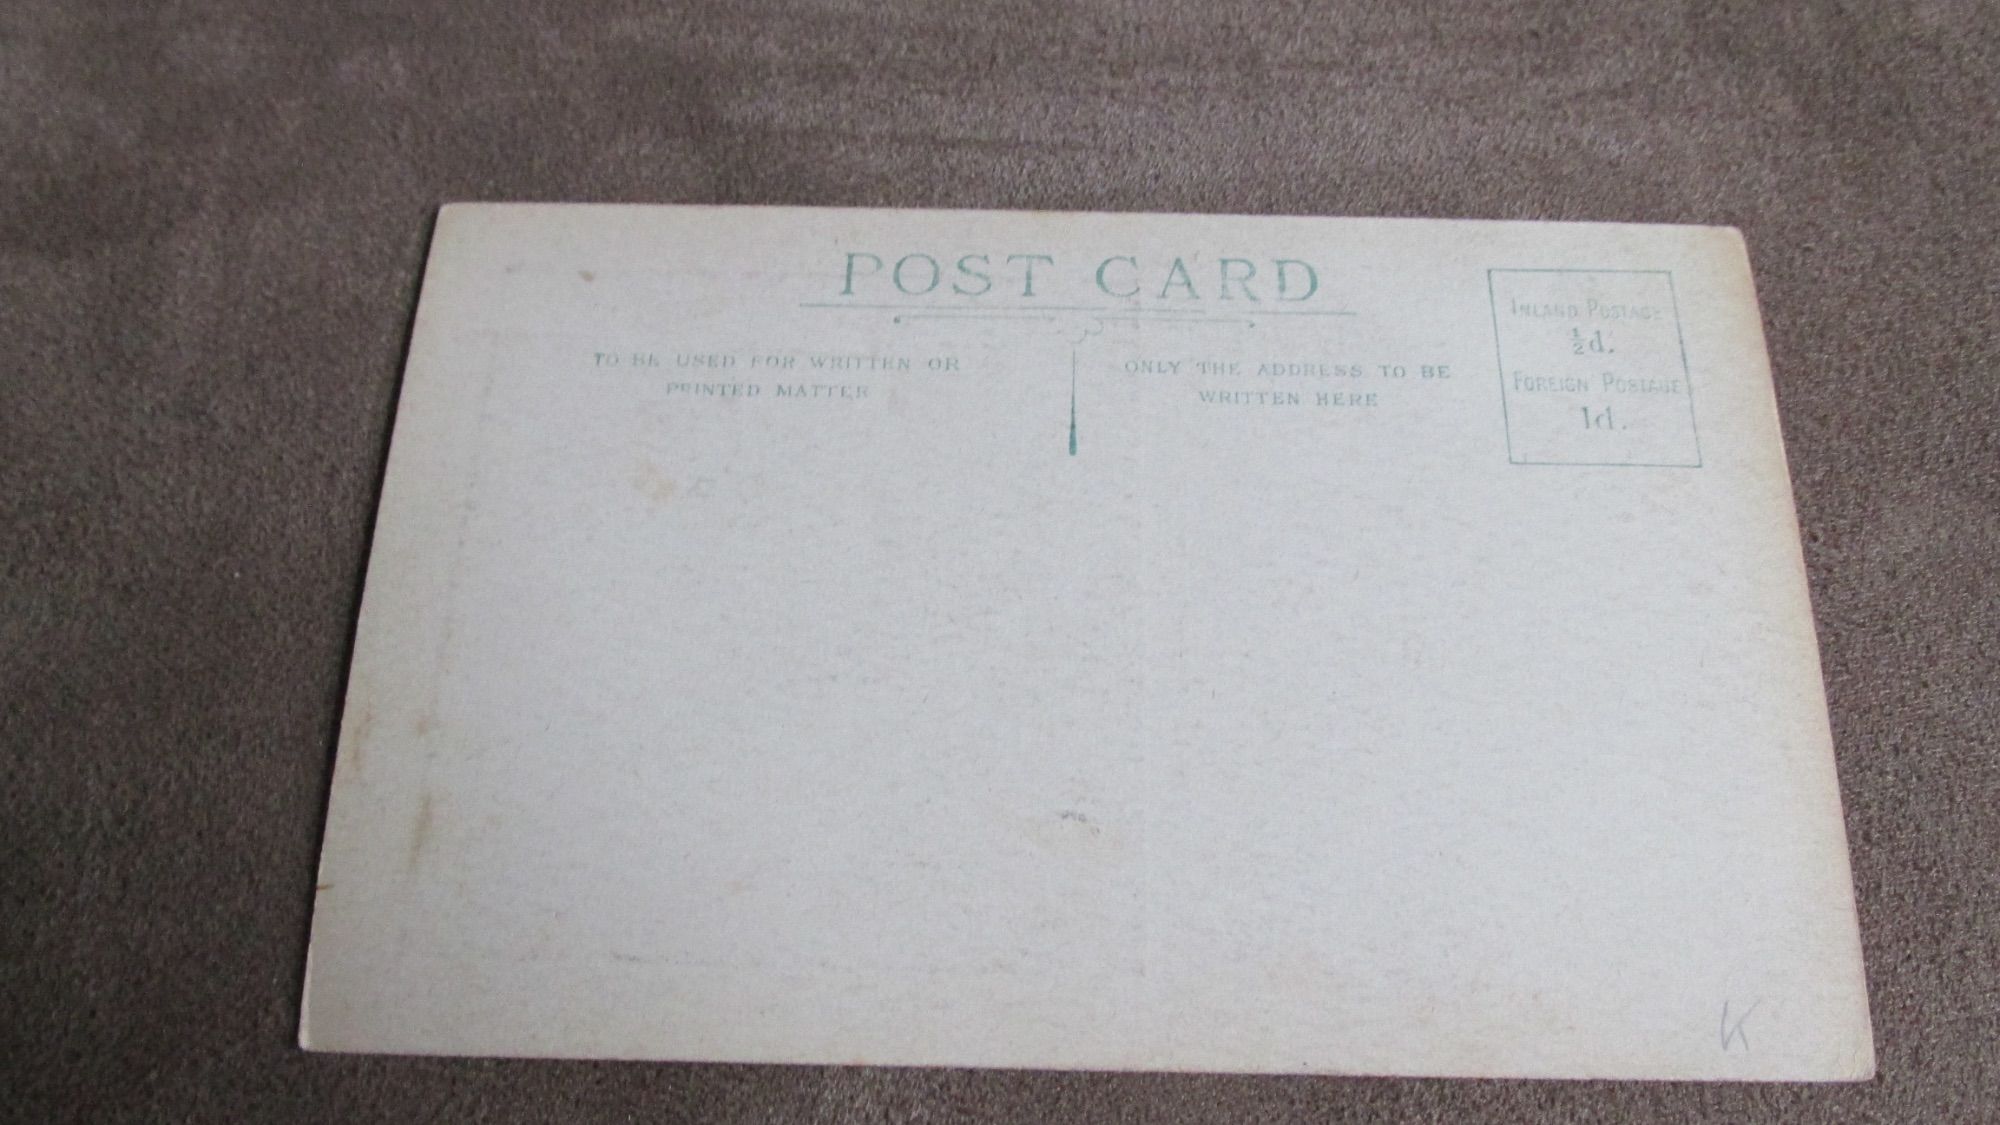 POST CARD
TO BE USED FOR WRITTEN OR
PRINTED MATTER
ONLY THE ADDRESS TO BE
WRITTEN HERE
INLAND POSTAGE
½d.
FOREIGN POSTAGE
1d.
K